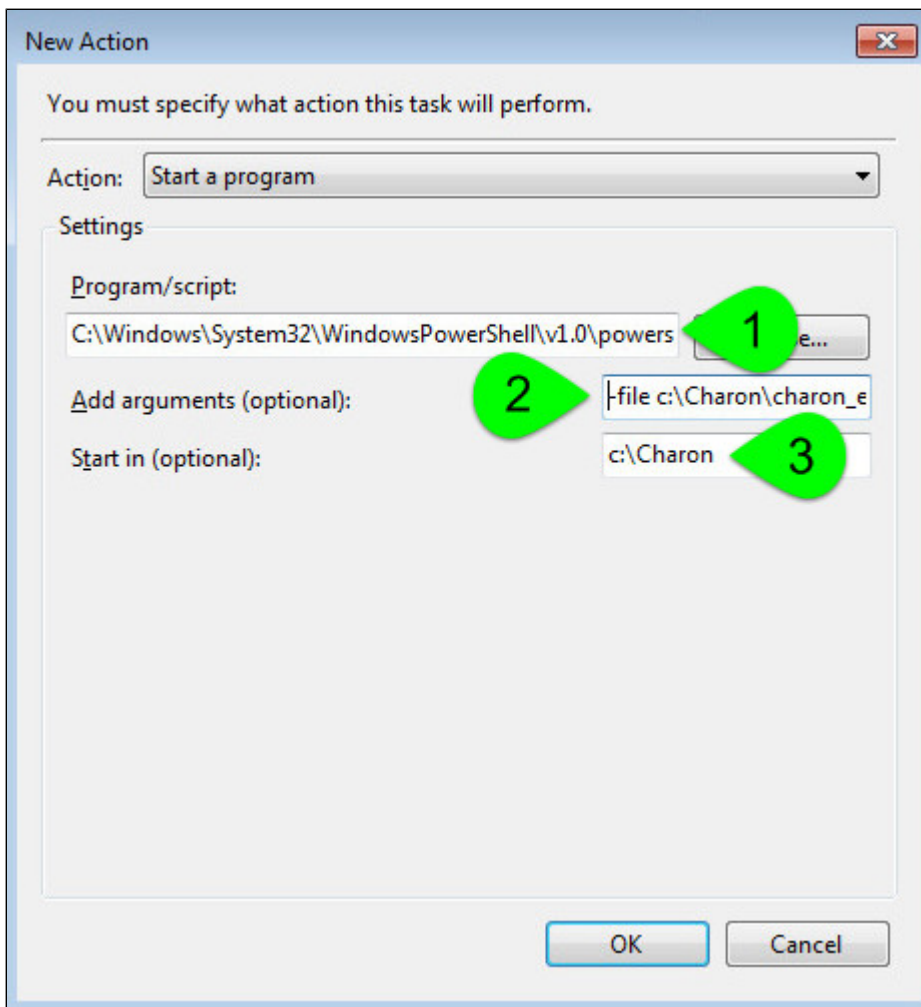 New Action
You must specify what action this task will perform.
Action: Start a program
Settings
Program/script:
C:\Windows\System32\WindowsPowerShell\v1.0\powers 1 e...
Add arguments (optional): 2 -file c:\Charon\charon_e
Start in (optional): c:\Charon 3
OK Cancel